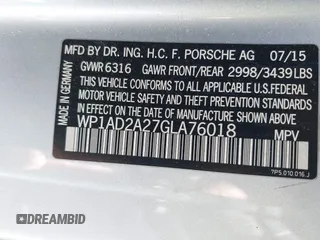 MFD. BY DR. ING. H.C. F. PORSCHE AG 07/15
GVWR 6316 GAWR FRONT/REAR 2998/3439LBS
THIS VEHICLE CONFORMS TO ALL APPLICABLE U.S. FEDERAL
MOTOR VEHICLE SAFETY, BUMPER, AND THEFT PREVENTION
STANDARDS IN EFFECT ON THE DATE OF MANUFACTURE SHOWN ABOVE.
WP1AD2A27GLA76018
MPV
MADE IN GERMANY
7P5.010.016.J
DREAMBID